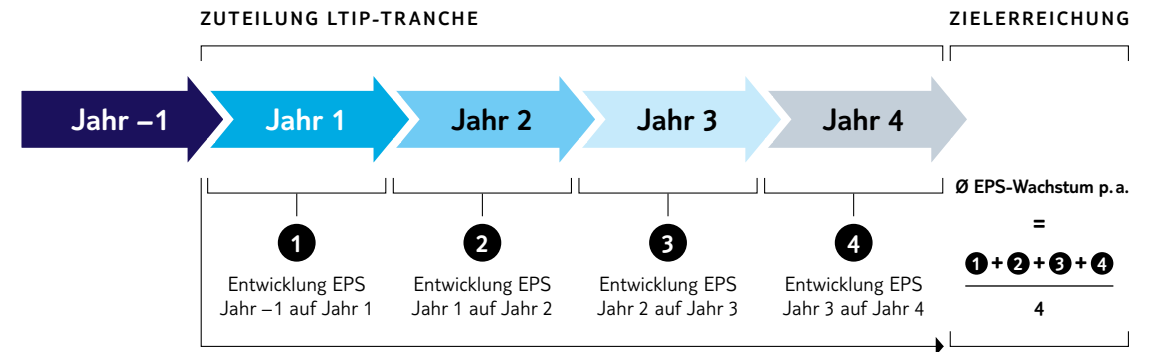 ZUTEILUNG LTIP-TRANCHE
ZIELERREICHUNG
Jahr –1
Jahr 1
Jahr 2
Jahr 3
Jahr 4
1
Entwicklung EPS
Jahr –1 auf Jahr 1
2
Entwicklung EPS
Jahr 1 auf Jahr 2
3
Entwicklung EPS
Jahr 2 auf Jahr 3
4
Entwicklung EPS
Jahr 3 auf Jahr 4
Ø EPS-Wachstum p. a.
=
1+2+3+4
4